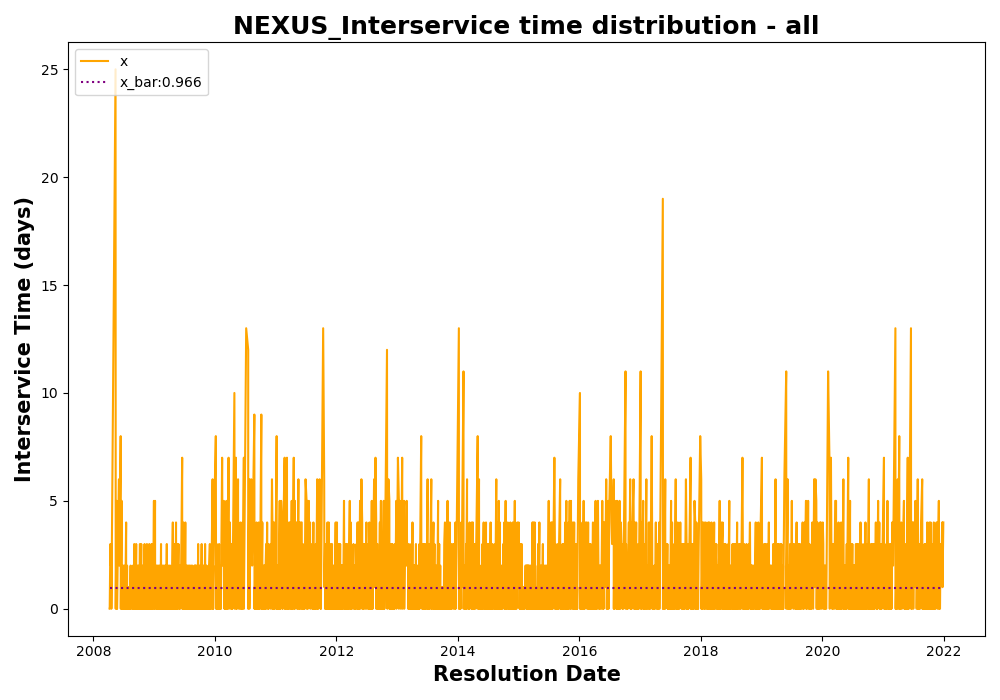 NEXUS_Interservice time distribution - all
x
x_bar:0.966
Interservice Time (days)
25
20
15
10
5
0
2008
2010
2012
2014
2016
2018
2020
2022
Resolution Date